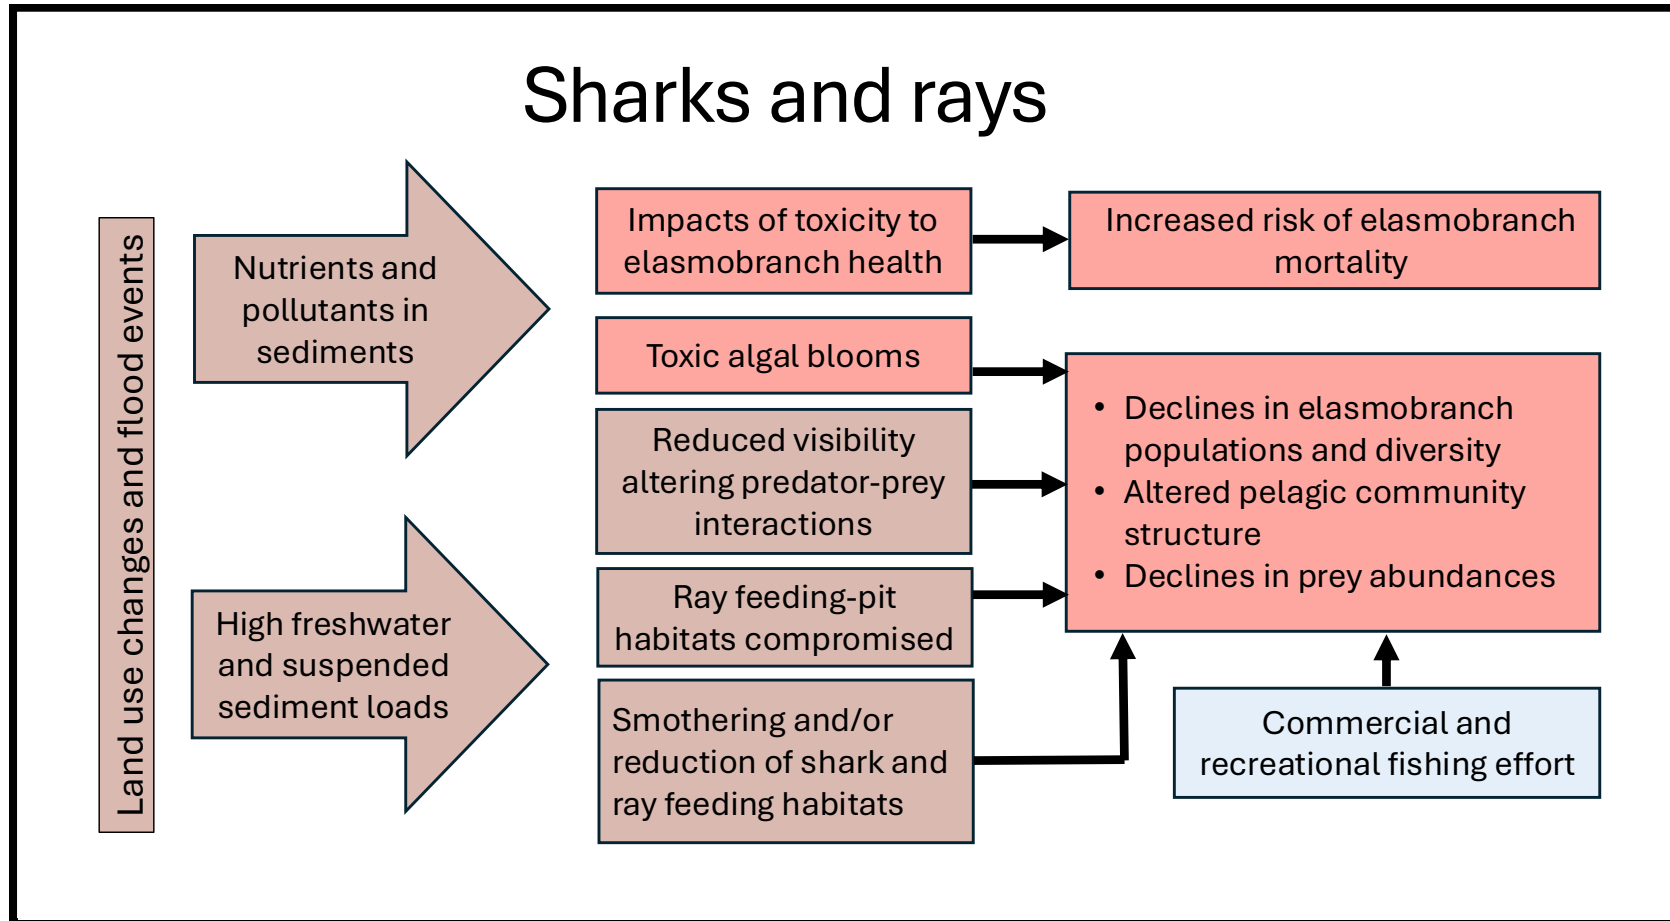 Sharks and rays
Land use changes and flood events
Nutrients and
pollutants in
sediments
High freshwater
and suspended
sediment loads
Impacts of toxicity to
elasmobranch health
Increased risk of elasmobranch
mortality
Toxic algal blooms
Reduced visibility
altering predator-prey
interactions
Ray feeding-pit
habitats compromised
Smothering and/or
reduction of shark and
ray feeding habitats
• Declines in elasmobranch
populations and diversity
• Altered pelagic community
structure
• Declines in prey abundances
Commercial and
recreational fishing effort